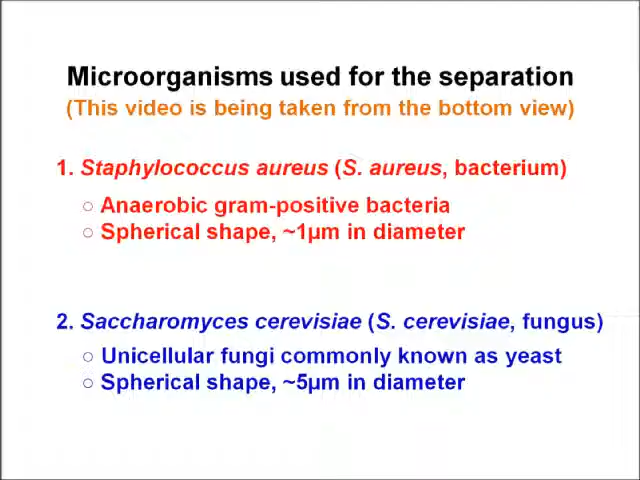 Microorganisms used for the separation
(This video is being taken from the bottom view)
1. Staphylococcus aureus (S. aureus, bacterium)
○ Anaerobic gram-positive bacteria
○ Spherical shape, ~1μm in diameter
2. Saccharomyces cerevisiae (S. cerevisiae, fungus)
○ Unicellular fungi commonly known as yeast
○ Spherical shape, ~5μm in diameter